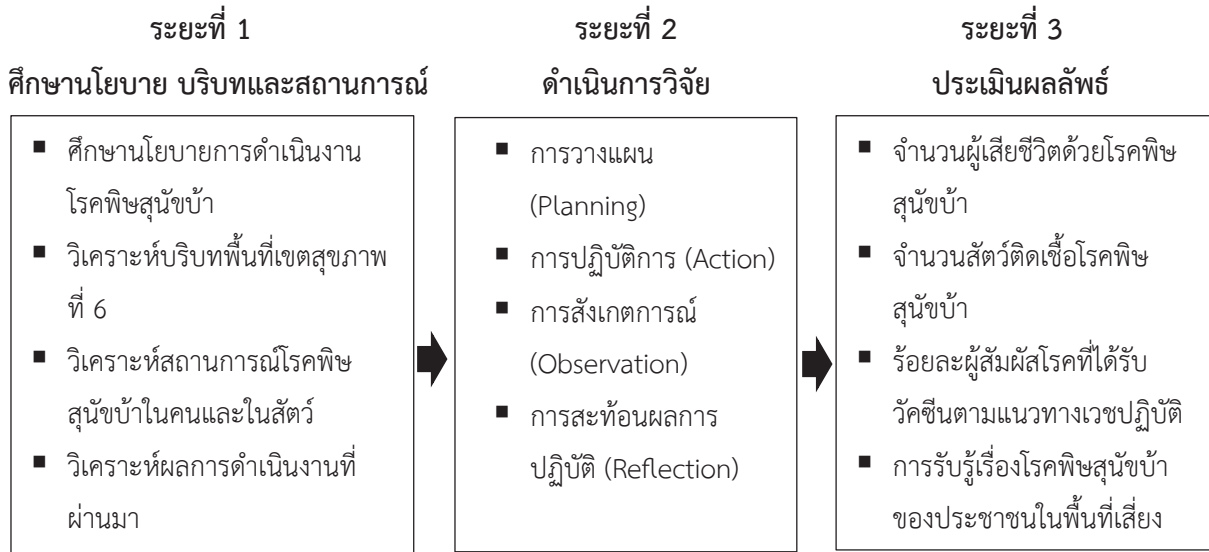 ระยะที่ 1
ศึกษานโยบาย บริบทและสถานการณ์
▪ ศึกษานโยบายการดำเนินงาน
โรคพิษสุนัขบ้า
▪ วิเคราะห์บริบทพื้นที่เขตสุขภาพ
ที่ 6
▪ วิเคราะห์สถานการณ์โรคพิษ
สุนัขบ้าในคนและในสัตว์
▪ วิเคราะห์ผลการดำเนินงานที่
ผ่านมา
ระยะที่ 2
ดำเนินการวิจัย
▪ การวางแผน
(Planning)
▪ การปฏิบัติการ (Action)
▪ การสังเกตการณ์
(Observation)
▪ การสะท้อนผลการ
ปฏิบัติ (Reflection)
ระยะที่ 3
ประเมินผลลัพธ์
▪ จำนวนผู้เสียชีวิตด้วยโรคพิษ
สุนัขบ้า
▪ จำนวนสัตว์ติดเชื้อโรคพิษ
สุนัขบ้า
▪ ร้อยละผู้สัมผัสโรคที่ได้รับ
วัคซีนตามแนวทางเวชปฏิบัติ
▪ การรับรู้เรื่องโรคพิษสุนัขบ้า
ของประชาชนในพื้นที่เสี่ยง